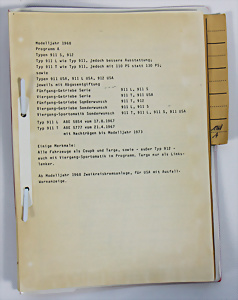 Modelljahr 1968
Programm A
Typen 911 L, 912
Typ 911 L wie Typ 911, jedoch bessere Ausstattung,
Typ 911 T wie Typ 911, jedoch mit 110 PS statt 130 PS,
sowie
Typen 911 USA, 911 L USA, 912 USA
jeweils mit Abgasentgiftung
Fünfgang-Getriebe Serie 911 L, 911 S
Viergang-Getriebe Serie 911 T, 911 USA
Fünfgang-Getriebe Sonderwunsch 911 T, 912
Viergang-Getriebe Sonderwunsch 911 L, 911 S
Viergang-Sportomatic Sonderwunsch 911 T, 911 L, 911 S, 911 USA
Typ 911 L ABE 5804 vom 17.8.1967
Typ 911 T ABE 5777 vom 21.6.1967
mit Nachträgen bis Modelljahr 1973
Einige Merkmale:
Alle Fahrzeuge als Coupé und Targa, sowie - außer Typ 912 -
auch mit Viergang-Sportomatic im Programm. Targa nur als Links-
lenker.
Ab Modelljahr 1968 Zweikreisbremsanlage, für USA mit Ausfall-
warnanzeige.